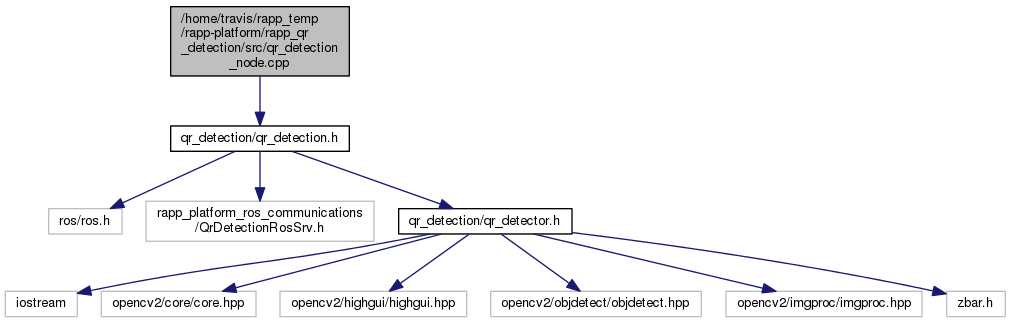 /home/travis/rapp_temp
/rapp-platform/rapp_qr
_detection/src/qr_detection
_node.cpp
qr_detection/qr_detection.h
ros/ros.h
rapp_platform_ros_communications
/QrDetectionRosSrv.h
qr_detection/qr_detector.h
iostream
opencv2/core/core.hpp
opencv2/highgui/highgui.hpp
opencv2/objdetect/objdetect.hpp
opencv2/imgproc/imgproc.hpp
zbar.h